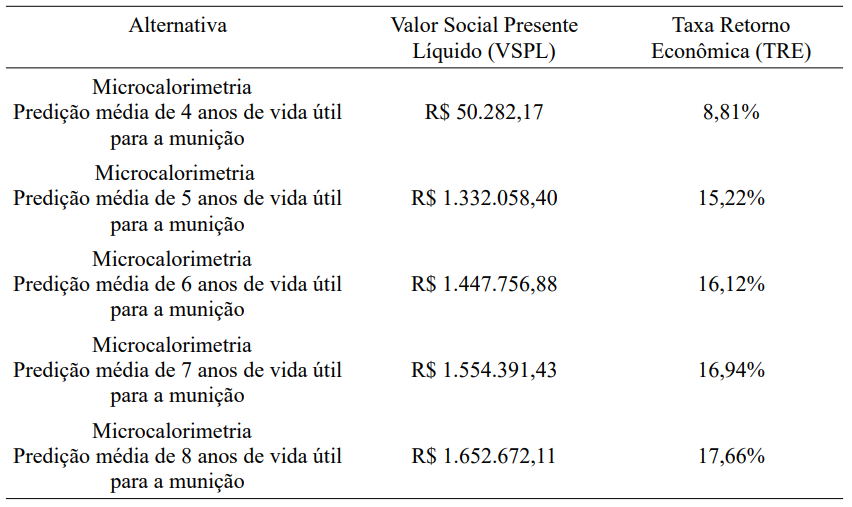 Alternativa
Valor Social Presente
Líquido (VSPL)
Taxa Retorno
Econômica (TRE)
Microcalorimetria
Predição média de 4 anos de vida útil
para a munição
R$ 50.282,17
8,81%
Microcalorimetria
Predição média de 5 anos de vida útil
para a munição
R$ 1.332.058,40
15,22%
Microcalorimetria
Predição média de 6 anos de vida útil
para a munição
R$ 1.447.756,88
16,12%
Microcalorimetria
Predição média de 7 anos de vida útil
para a munição
R$ 1.554.391,43
16,94%
Microcalorimetria
Predição média de 8 anos de vida útil
para a munição
R$ 1.652.672,11
17,66%